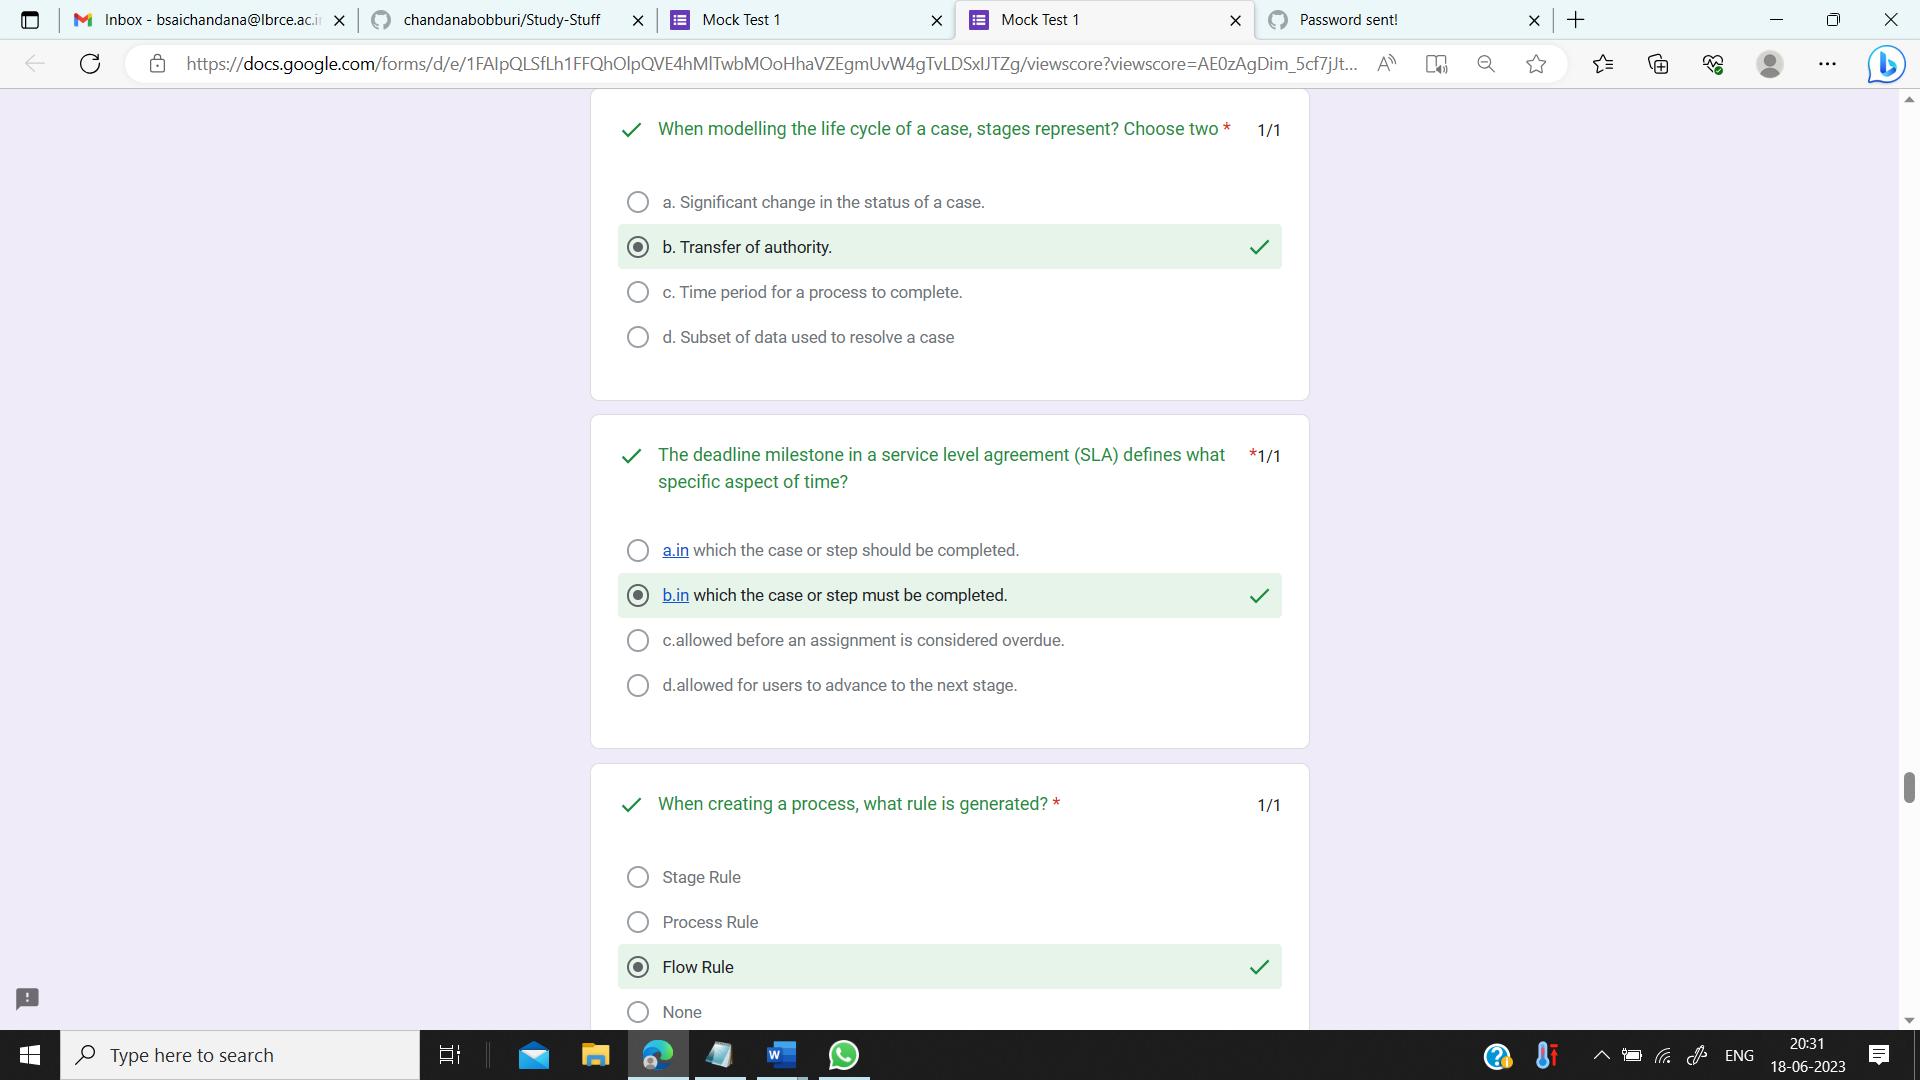 Inbox - bsaichandana@lbrce.ac.i
chandanabobburi/Study-Stuff
Mock Test 1
Mock Test 1
Password sent!
https://docs.google.com/forms/d/e/1FAIpQLSfLh1FFQhOlpQVE4hMlTwbMOoHhaVZEgmUvW4gTvLDSxIJTZg/viewscore?viewscore=AE0zAgDim_5cf7jJt...
When modelling the life cycle of a case, stages represent? Choose two * 1/1
a. Significant change in the status of a case.
b. Transfer of authority.
c. Time period for a process to complete.
d. Subset of data used to resolve a case
The deadline milestone in a service level agreement (SLA) defines what *1/1
specific aspect of time?
a.in which the case or step should be completed.
b.in which the case or step must be completed.
c.allowed before an assignment is considered overdue.
d.allowed for users to advance to the next stage.
When creating a process, what rule is generated? * 1/1
Stage Rule
Process Rule
Flow Rule
None
Type here to search
ENG
20:31
18-06-2023